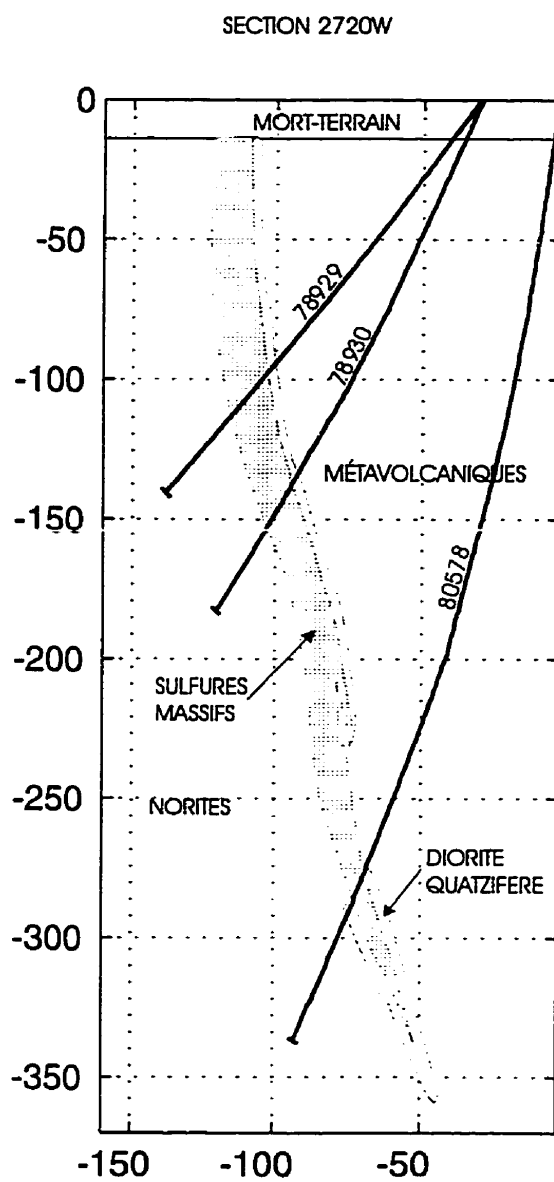 SECTION 2720W
0
MORT-TERRAIN
-50
78929
78930
-100
MÉTAVOLCANIQUES
-150
80578
-200
SULFURES
MASSIFS
-250
NORITES
DIORITE
QUATZIFERE
-300
-350
-150 -100 -50